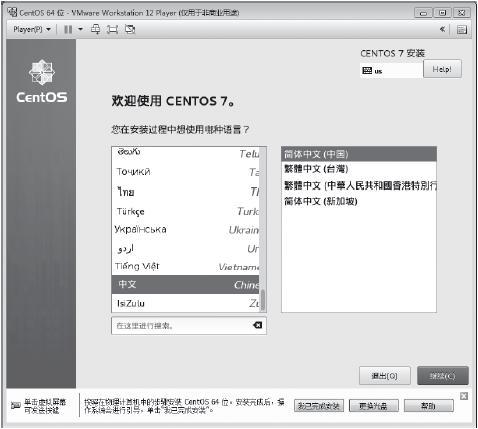 CentOS 64 位 - VMware Workstation 12 Player (仅用于非商业用途)
Player(P)
CENTOS 7 安装
us
Help!
CentOS
欢迎使用 CENTOS 7。
您在安装过程中想使用哪种语言？
తెలుగు Telu
Тоҷикӣ Ta
ไทย Th
Türkçe Turk
Українська Ukrain
اردو Ur
Tiếng Việt Vietname
中文 Chine
IsiZulu Zu
在这里进行搜索。
简体中文 (中国)
繁體中文 (台灣)
繁體中文 (中華人民共和國香港特別行
简体中文 (新加坡)
退出(Q)
继续(C)
单击虚拟屏幕
可发送按键
按照在物理计算机中的步骤安装 CentOS 64 位。安装完成后，操
作系统会进行引导，单击“我已完成安装”。
我已完成安装
更换光盘
帮助